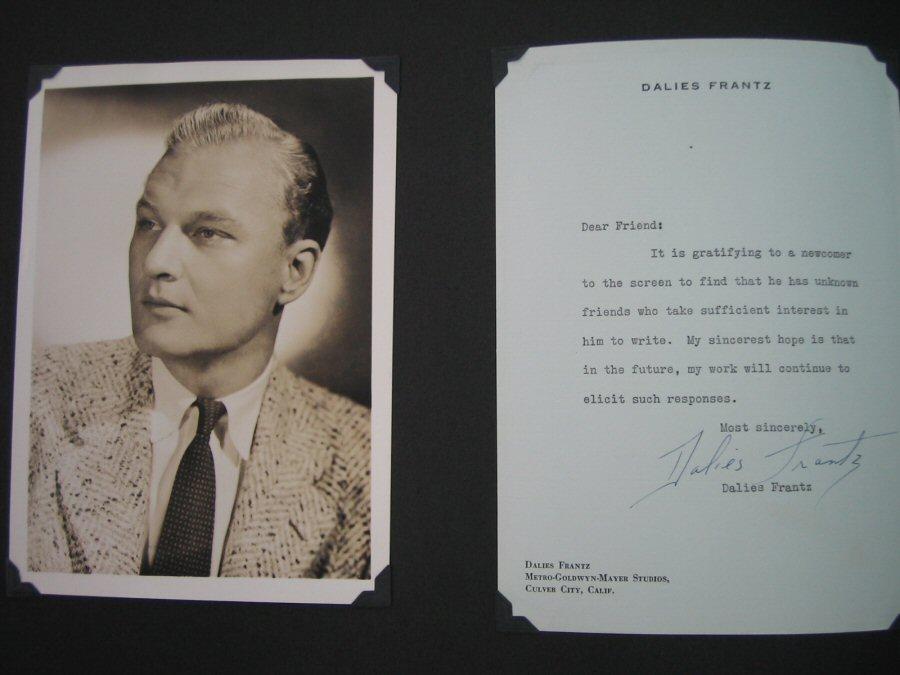 DALIES FRANTZ
Dear Friend:
It is gratifying to a newcomer
to the screen to find that he has unknown
friends who take sufficient interest in
him to write. My sincerest hope is that
in the future, my work will continue to
elicit such responses.
Most sincerely,
Dalies Frantz
Dalies Frantz
DALIES FRANTZ
METRO-GOLDWYN-MAYER STUDIOS,
CULVER CITY, CALIF.